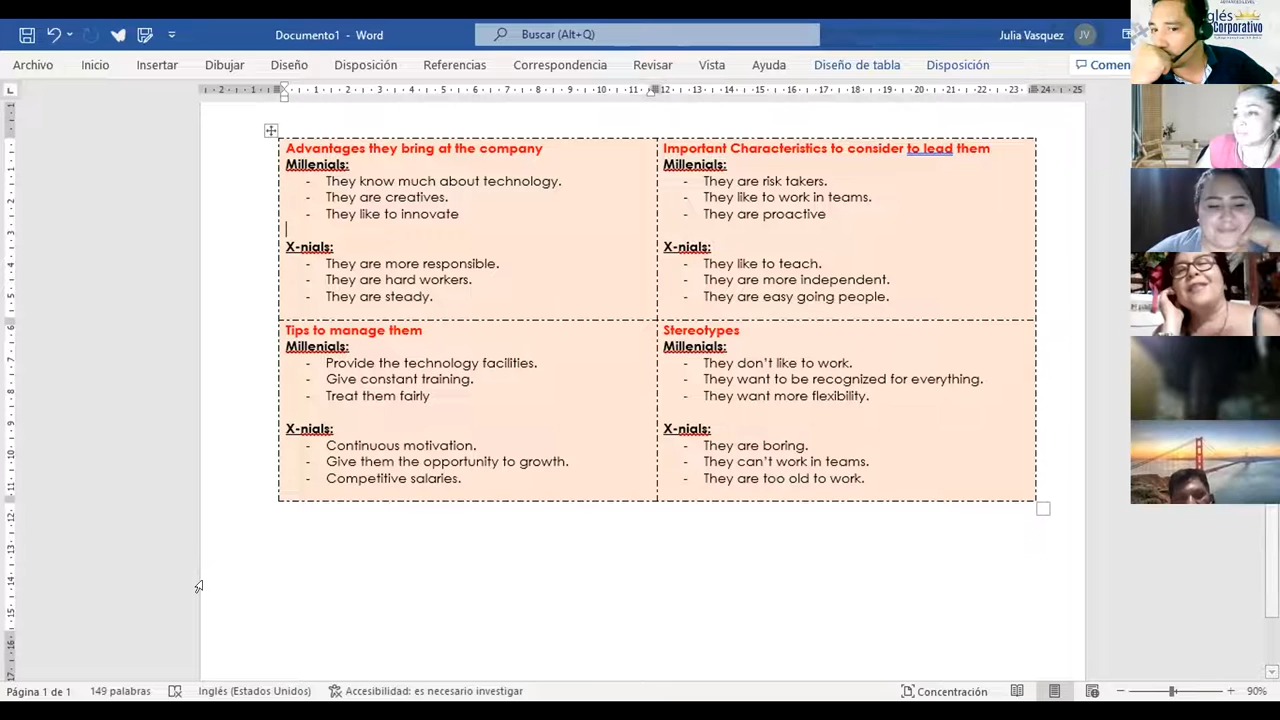 Documento1 - Word
Buscar (Alt+Q)
Julia Vasquez
JV
Archivo
Inicio
Insertar
Dibujar
Diseño
Disposición
Referencias
Correspondencia
Revisar
Vista
Ayuda
Diseño de tabla
Disposición
Comen
glés
Corporativo
Advantages they bring at the company
Millenials:
- They know much about technology.
- They are creatives.
- They like to innovate
X-nials:
- They are more responsible.
- They are hard workers.
- They are steady.
Important Characteristics to consider to lead them
Millenials:
- They are risk takers.
- They like to work in teams.
- They are proactive
X-nials:
- They like to teach.
- They are more independent.
- They are easy going people.
Tips to manage them
Millenials:
- Provide the technology facilities.
- Give constant training.
- Treat them fairly
X-nials:
- Continuous motivation.
- Give them the opportunity to growth.
- Competitive salaries.
Stereotypes
Millenials:
- They don't like to work.
- They want to be recognized for everything.
- They want more flexibility.
X-nials:
- They are boring.
- They can't work in teams.
- They are too old to work.
Página 1 de 1
149 palabras
Inglés (Estados Unidos)
Accesibilidad: es necesario investigar
Concentración
90%